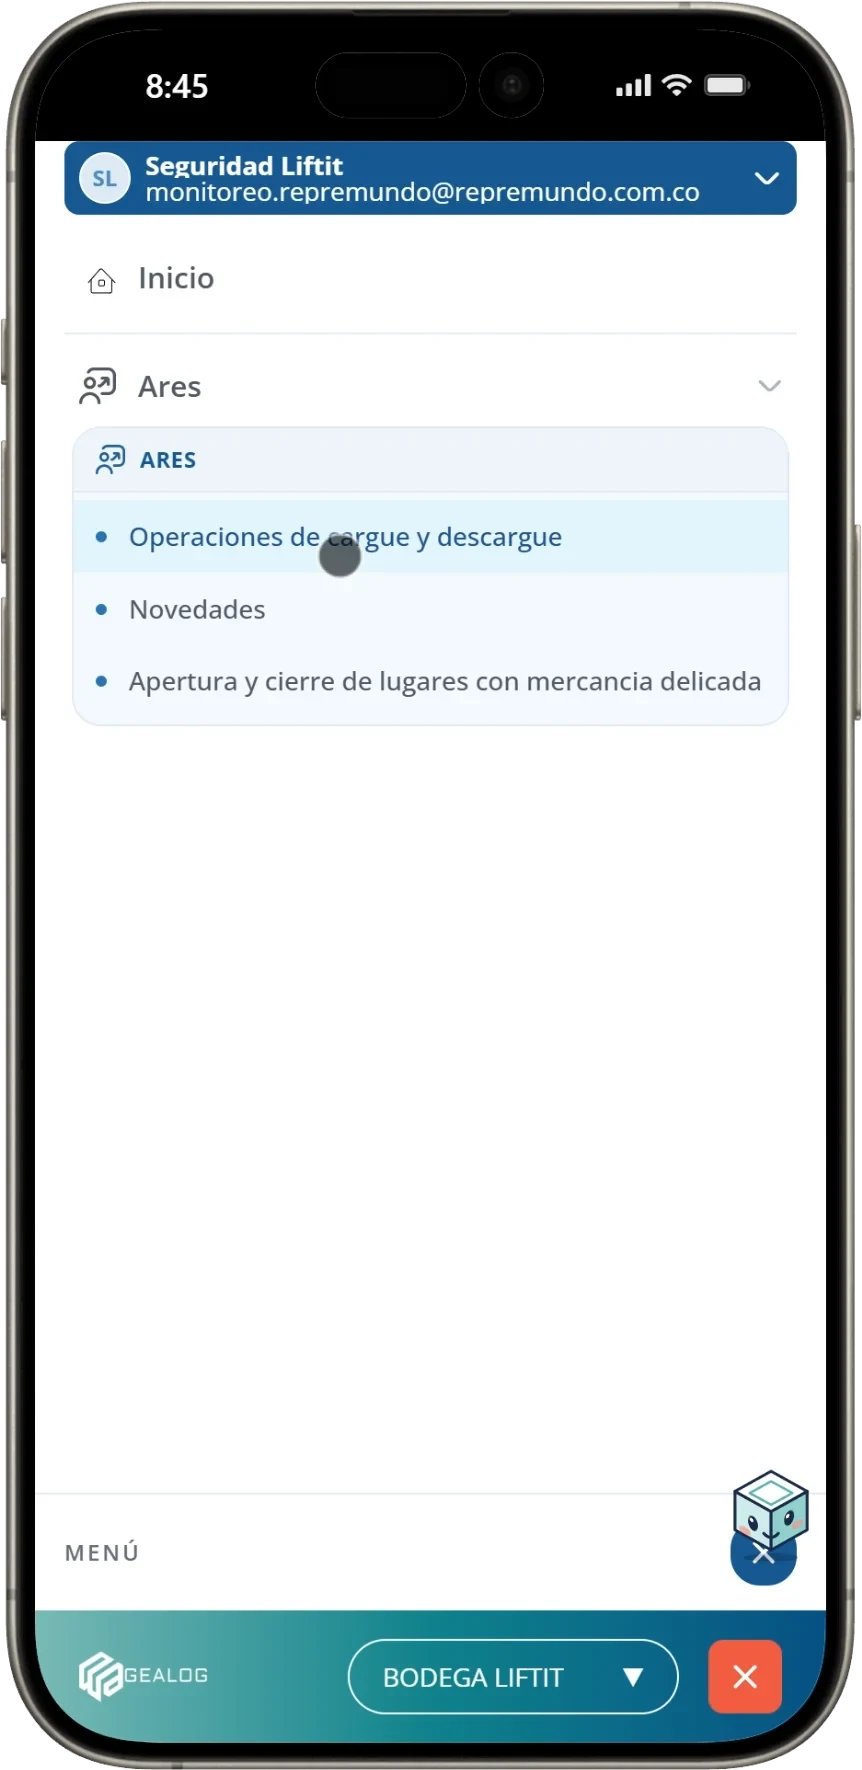 8:45
SL
Seguridad Liftit
monitoreo.repremundo@repremundo.com.co
Inicio
Ares
ARES
Operaciones de cargue y descargue
Novedades
Apertura y cierre de lugares con mercancia delicada
MENÚ
GEALOG
BODEGA LIFTIT